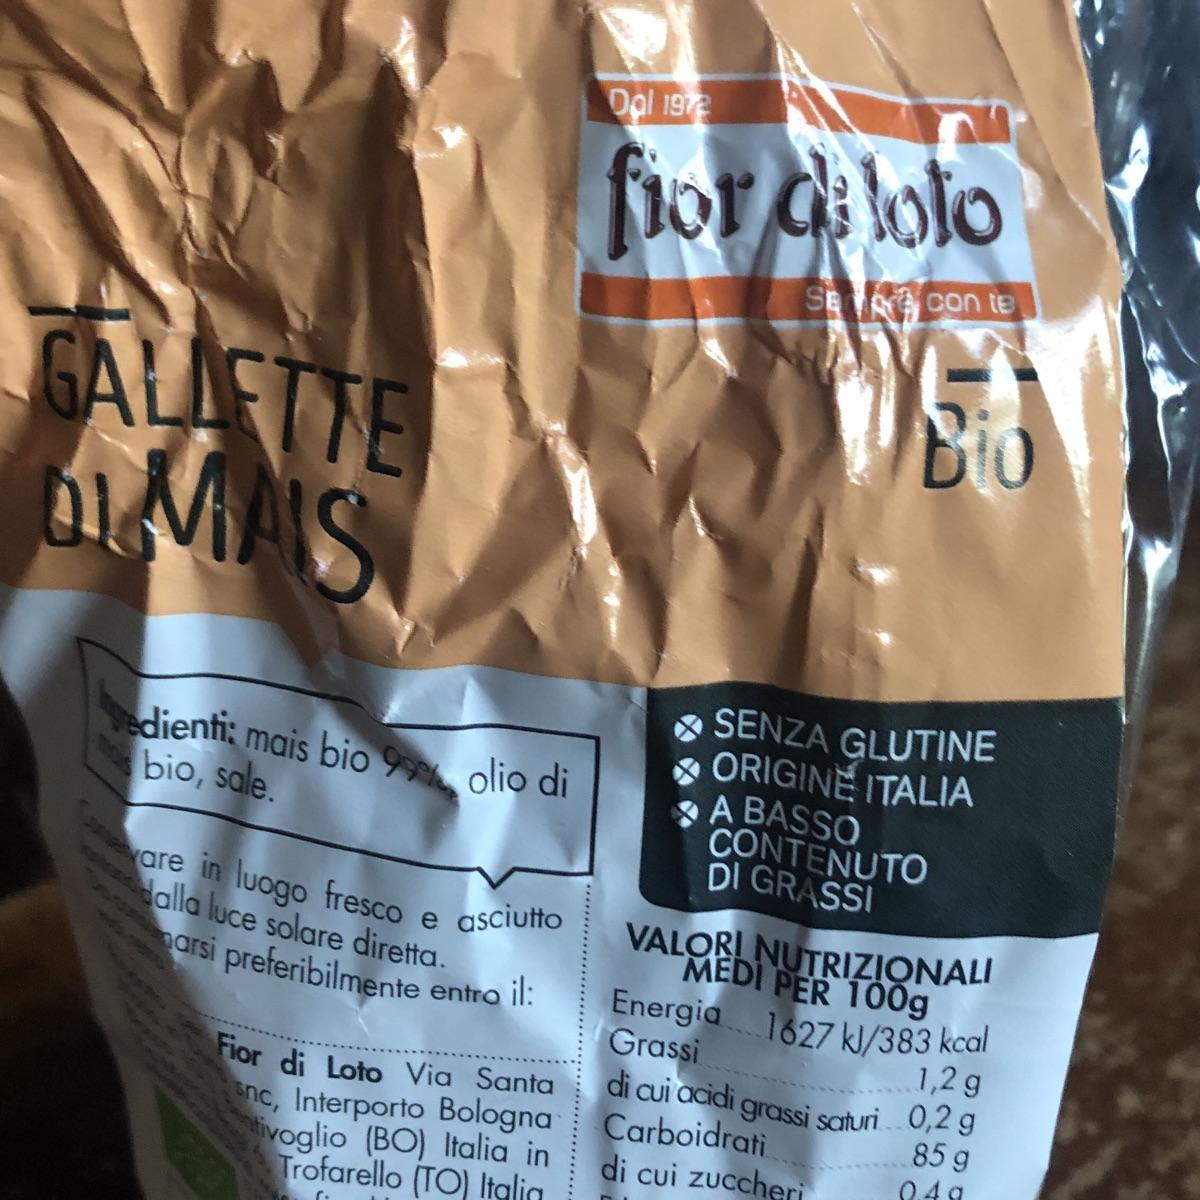 Dal 1972
fior di loto
Sempre con te
GALLETTE
DI MAIS
Bio
Ingredienti: mais bio 99%, olio di
mais bio, sale.
Conservare in luogo fresco e asciutto
dalla luce solare diretta.
preferibilmente entro il:
Fior di Loto Via Santa
snc, Interporto Bologna
(BO) Italia in
Trofarello (TO) Italia
SENZA GLUTINE
ORIGINE ITALIA
A BASSO
CONTENUTO
DI GRASSI
VALORI NUTRIZIONALI
MEDI PER 100g
Energia 1627 kJ/383 kcal
Grassi 1,2 g
di cui acidi grassi saturi 0,2 g
Carboidrati 85 g
di cui zuccheri 0,4 g